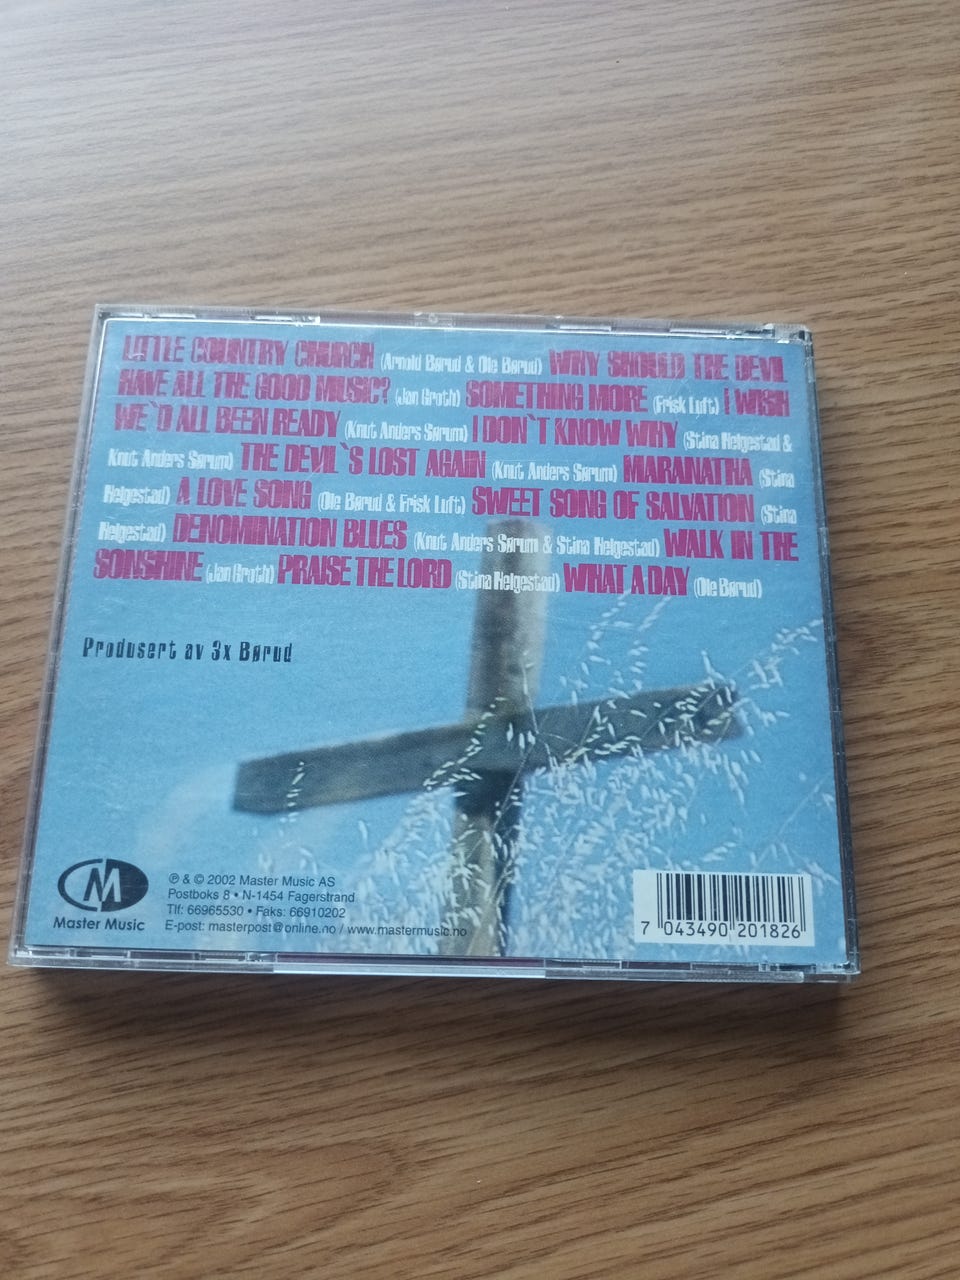 LITTLE COUNTRY CHURCH (Arnold Børud & Ole Børud) WHY SHOULD THE DEVIL
HAVE ALL THE GOOD MUSIC? (Jan Groth) SOMETHING MORE (Frisk Luft) I WISH
WE`D ALL BEEN READY (Knut Anders Sørum) I DON`T KNOW WHY (Stina Helgestad &
Knut Anders Sørum) THE DEVIL`S LOST AGAIN (Knut Anders Sørum) MARANATHA (Stina
Helgestad) A LOVE SONG (Ole Børud & Frisk Luft) SWEET SONG OF SALVATION (Stina
Helgestad) DENOMINATION BLUES (Knut Anders Sørum & Stina Helgestad) WALK IN THE
SONSHINE (Jan Groth) PRAISE THE LORD (Stina Helgestad) WHAT A DAY (Ole Børud)
Produsert av 3x Børud
M
Master Music
℗ & © 2002 Master Music AS
Postboks 8 • N-1454 Fagerstrand
Tlf: 66965530 • Faks: 66910202
E-post: masterpost@online.no / www.mastermusic.no
7 043490 201826